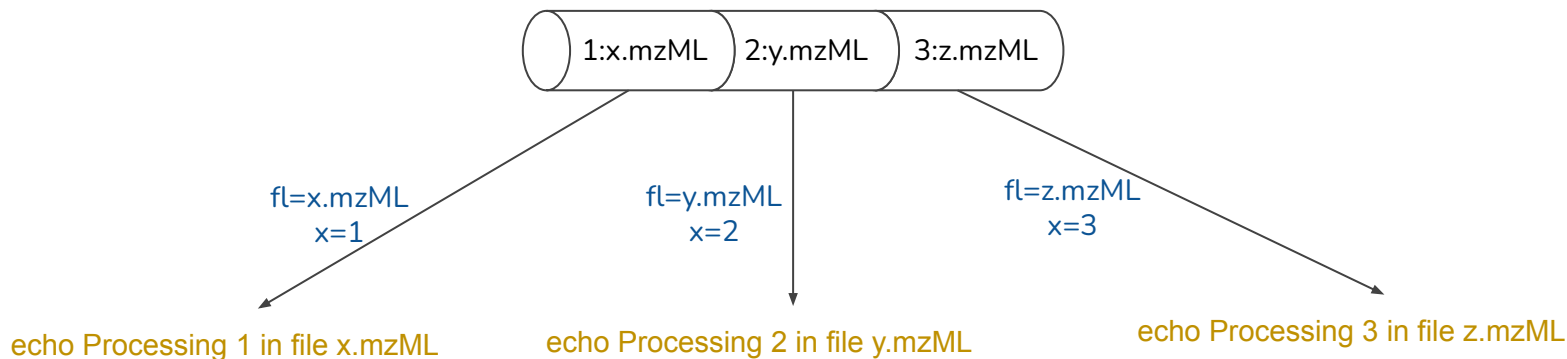 1:x.mzML 2:y.mzML 3:z.mzML
fl=x.mzML
x=1
fl=y.mzML
x=2
fl=z.mzML
x=3
echo Processing 1 in file x.mzML
echo Processing 2 in file y.mzML
echo Processing 3 in file z.mzML